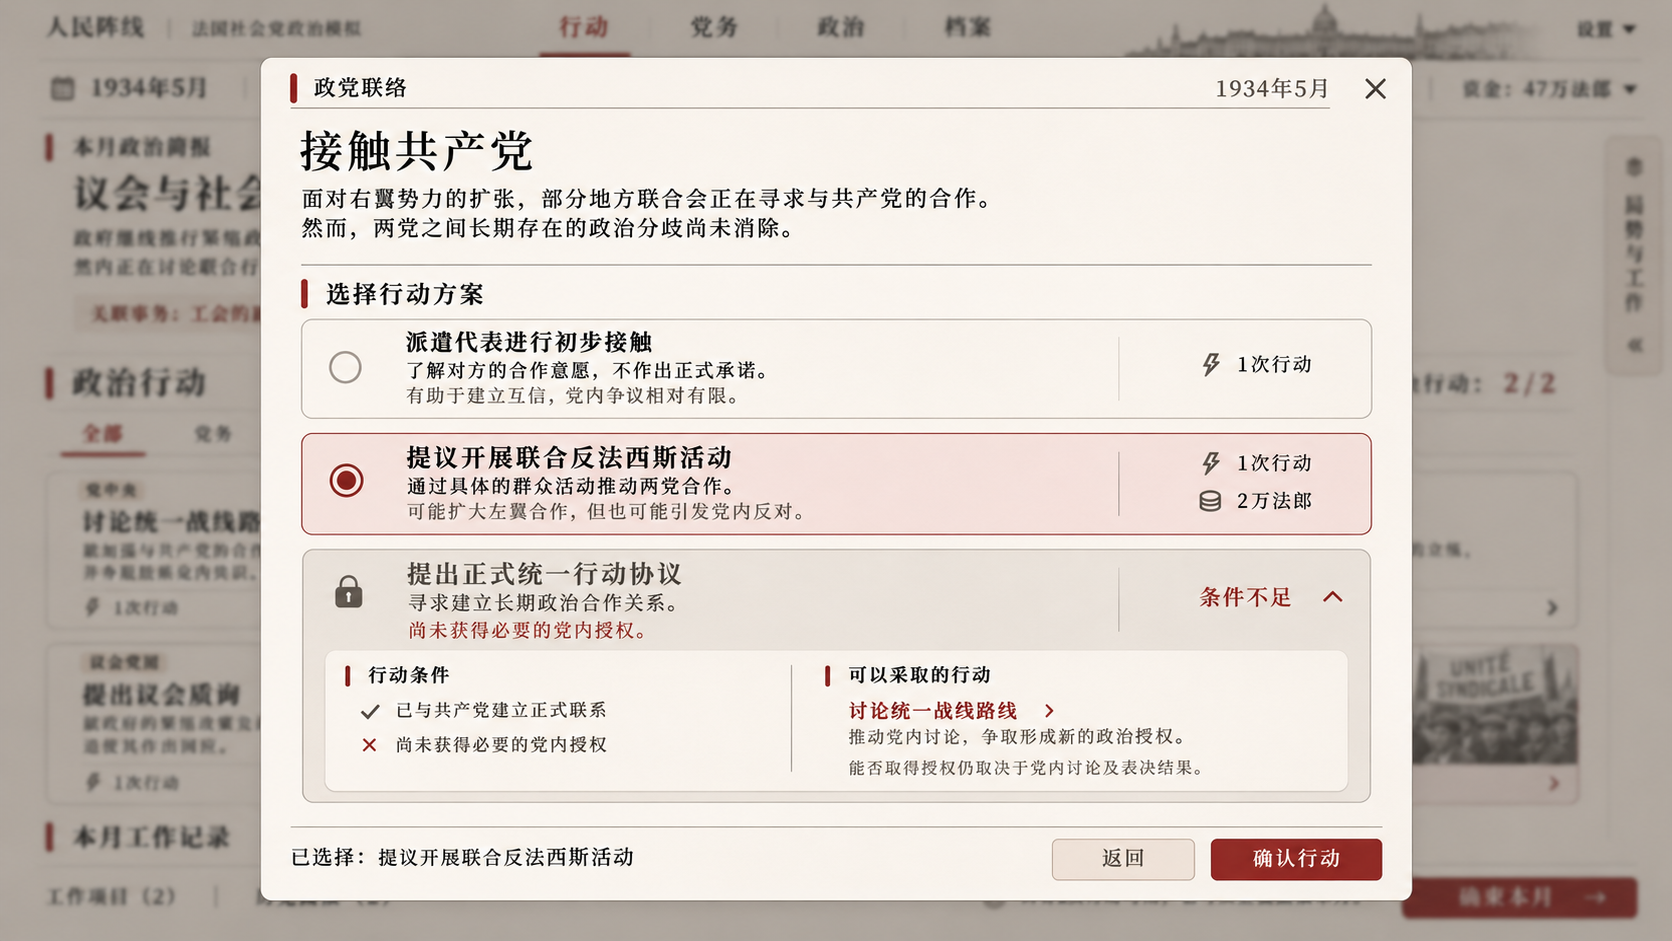 人民阵线
法国社会党政治模拟
行动
党务
政治
档案
设置
1934年5月
资金：47万法郎
政党联络
1934年5月
接触共产党
面对右翼势力的扩张，部分地方联合会正在寻求与共产党的合作。
然而，两党之间长期存在的政治分歧尚未消除。
选择行动方案
派遣代表进行初步接触
了解对方的合作意愿，不作出正式承诺。
有助于建立互信，党内争议相对有限。
1次行动
提议开展联合反法西斯活动
通过具体的群众活动推动两党合作。
可能扩大左翼合作，但也可能引发党内反对。
1次行动
2万法郎
提出正式统一行动协议
寻求建立长期政治合作关系。
尚未获得必要的党内授权。
条件不足
行动条件
已与共产党建立正式联系
尚未获得必要的党内授权
可以采取的行动
讨论统一战线路线
推动党内讨论，争取形成新的政治授权。
能否取得授权仍取决于党内讨论及表决结果。
已选择：提议开展联合反法西斯活动
返回
确认行动
本月政治简报
议会与社会
政治行动
行动：2/2
全部
党务
党中央
讨论统一战线路
1次行动
议会党团
提出议会质询
1次行动
UNITÉ
SYNDICALE
本月工作记录
工作项目（2）
结束本月
局势与工作